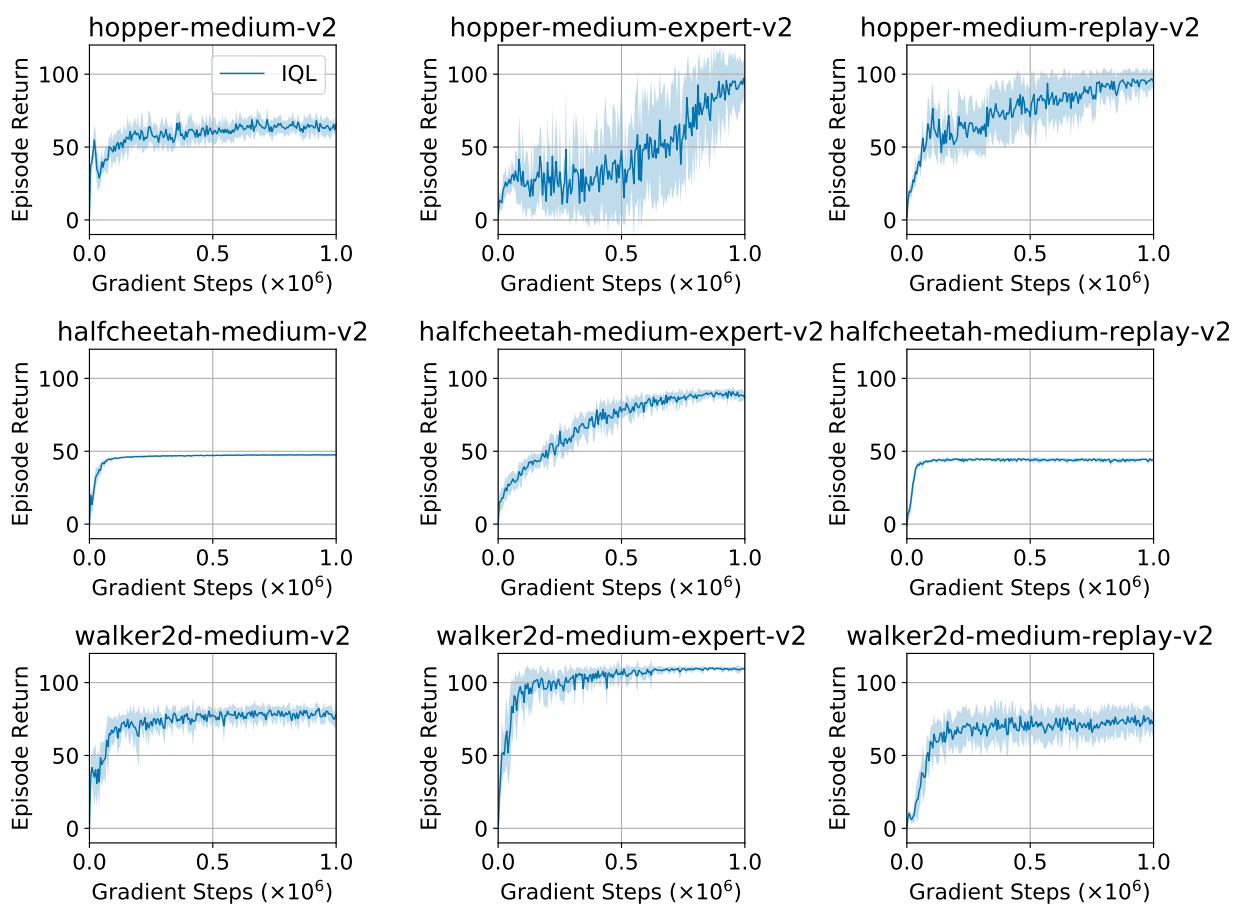 hopper-medium-v2
hopper-medium-expert-v2
hopper-medium-replay-v2
IQL
Episode Return
100
50
0
0.0
0.5
1.0
Gradient Steps (×10⁶)
Episode Return
100
50
0
0.0
0.5
1.0
Gradient Steps (×10⁶)
Episode Return
100
50
0
0.0
0.5
1.0
Gradient Steps (×10⁶)
halfcheetah-medium-v2
halfcheetah-medium-expert-v2
halfcheetah-medium-replay-v2
Episode Return
100
50
0
0.0
0.5
1.0
Gradient Steps (×10⁶)
Episode Return
100
50
0
0.0
0.5
1.0
Gradient Steps (×10⁶)
Episode Return
100
50
0
0.0
0.5
1.0
Gradient Steps (×10⁶)
walker2d-medium-v2
walker2d-medium-expert-v2
walker2d-medium-replay-v2
Episode Return
100
50
0
0.0
0.5
1.0
Gradient Steps (×10⁶)
Episode Return
100
50
0
0.0
0.5
1.0
Gradient Steps (×10⁶)
Episode Return
100
50
0
0.0
0.5
1.0
Gradient Steps (×10⁶)